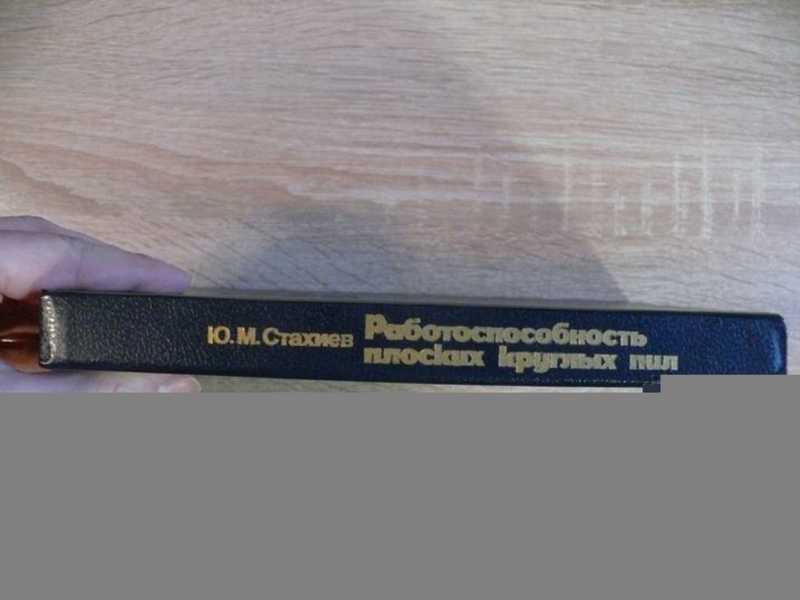 Ю.М.Стахиев
Работоспособность
плоских круглых пил